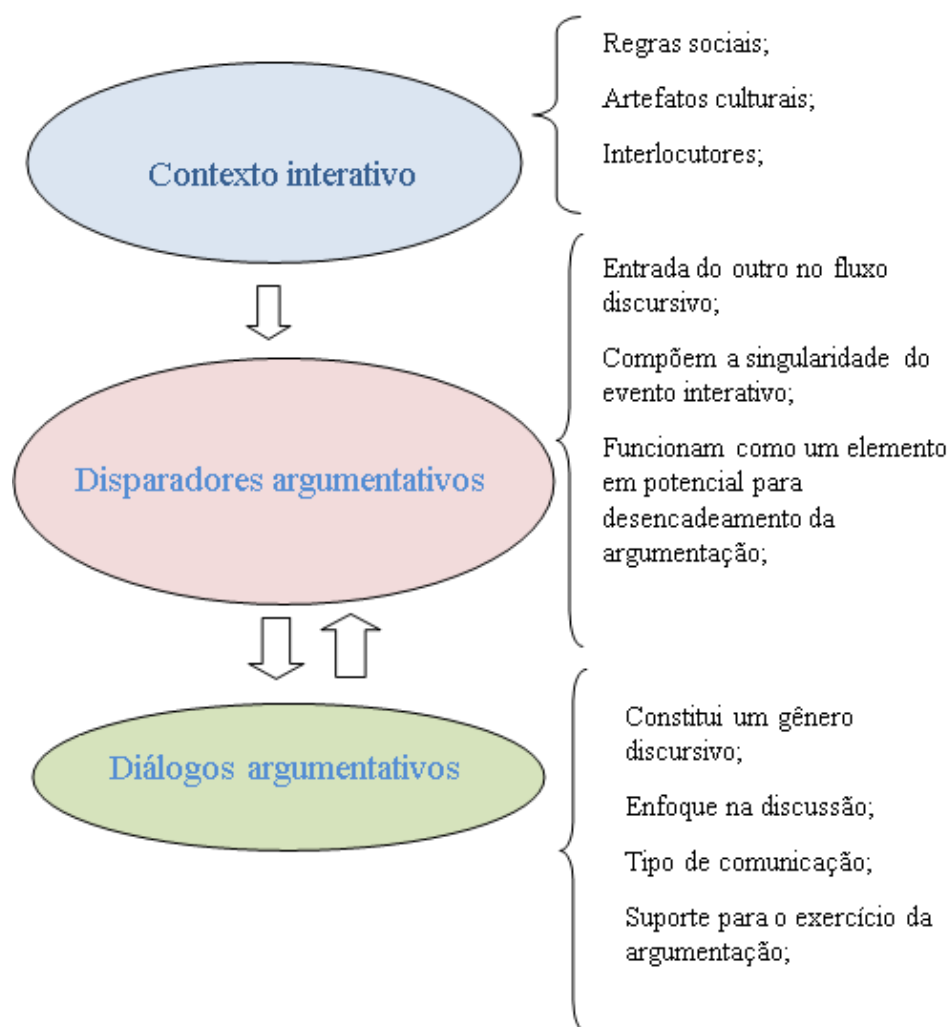 Regras sociais;
Artefatos culturais;
Interlocutores;
Contexto interativo
Entrada do outro no fluxo
discursivo;
Compõem a singularidade do
evento interativo;
Funcionam como um elemento
em potencial para
desencadeamento da
argumentação;
Disparadores argumentativos
Constitui um gênero
discursivo;
Enfoque na discussão;
Tipo de comunicação;
Suporte para o exercício da
argumentação;
Diálogos argumentativos